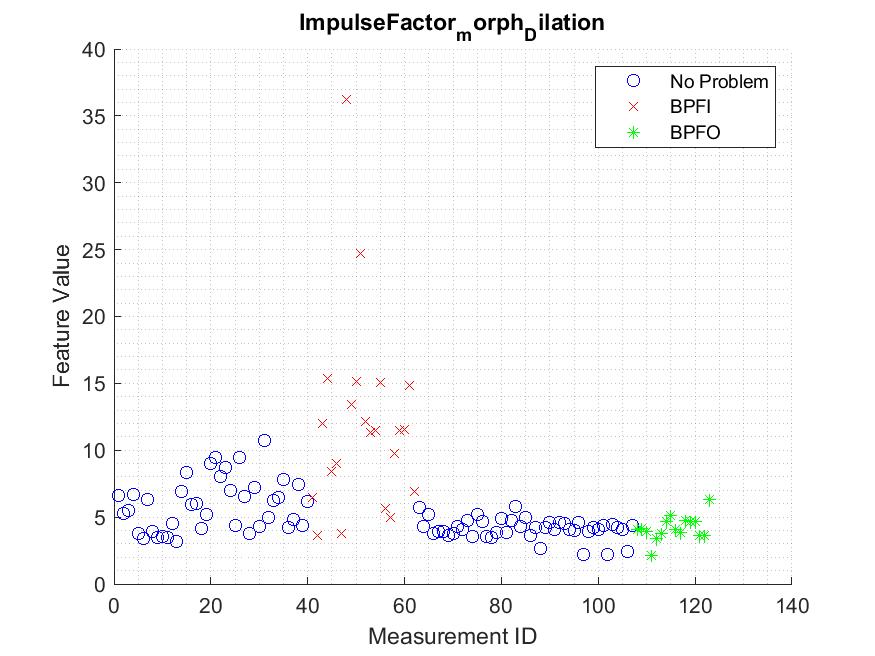 ImpulseFactor_morph_Dilation
40
35
30
25
20
15
10
5
0
Feature Value
No Problem
BPFI
BPFO
0 20 40 60 80 100 120 140
Measurement ID